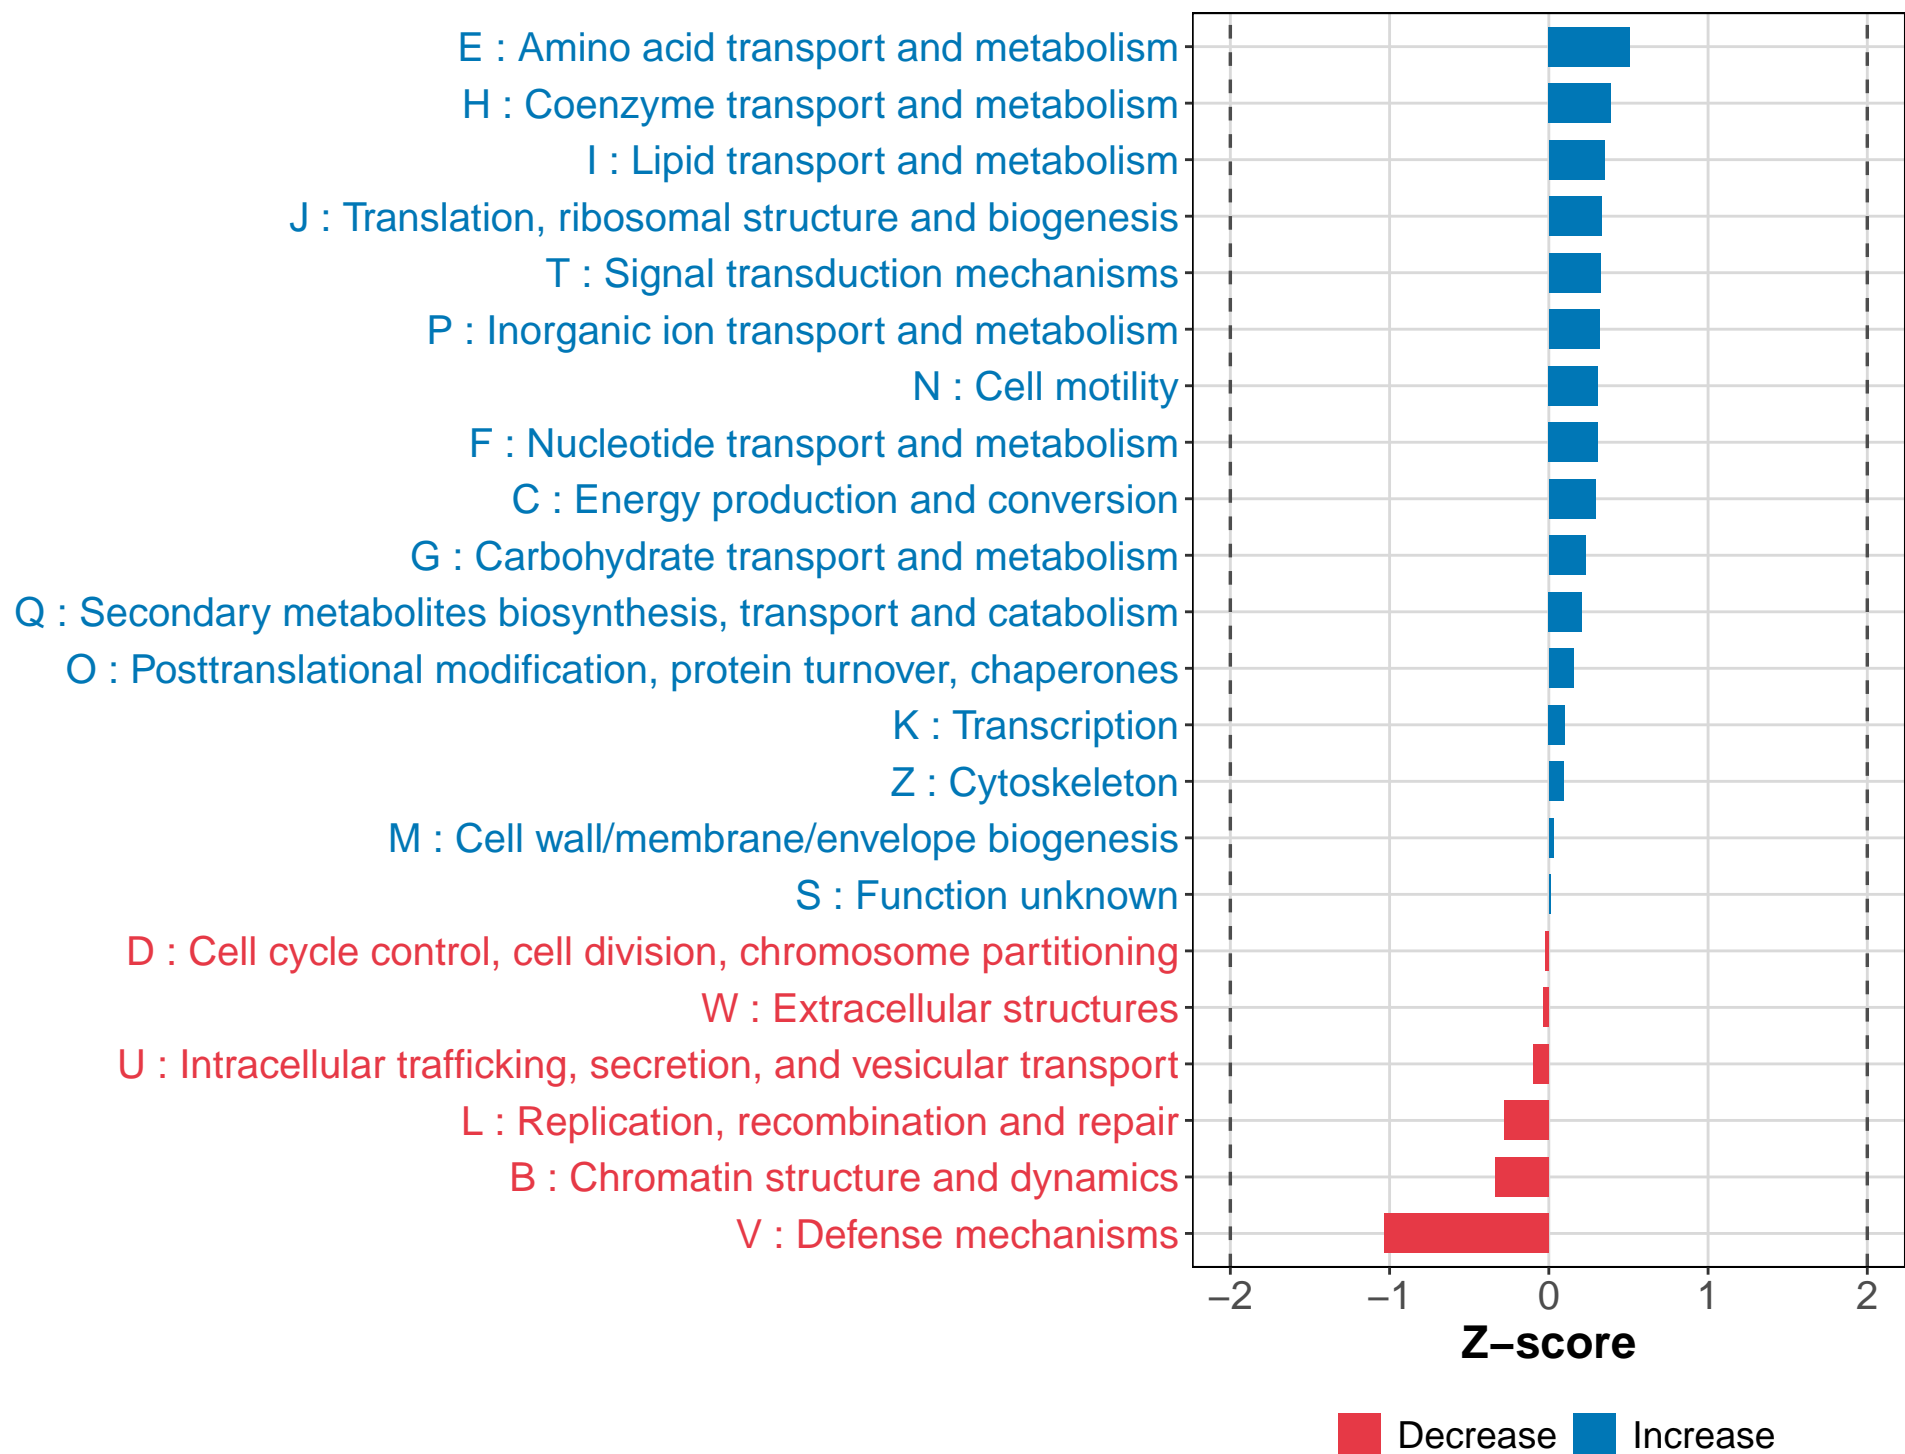 E : Amino acid transport and metabolism
H : Coenzyme transport and metabolism
I : Lipid transport and metabolism
J : Translation, ribosomal structure and biogenesis
T : Signal transduction mechanisms
P : Inorganic ion transport and metabolism
N : Cell motility
F : Nucleotide transport and metabolism
C : Energy production and conversion
G : Carbohydrate transport and metabolism
Q : Secondary metabolites biosynthesis, transport and catabolism
O : Posttranslational modification, protein turnover, chaperones
K : Transcription
Z : Cytoskeleton
M : Cell wall/membrane/envelope biogenesis
S : Function unknown
D : Cell cycle control, cell division, chromosome partitioning
W : Extracellular structures
U : Intracellular trafficking, secretion, and vesicular transport
L : Replication, recombination and repair
B : Chromatin structure and dynamics
V : Defense mechanisms
−2 −1 0 1 2
Z−score
Decrease Increase